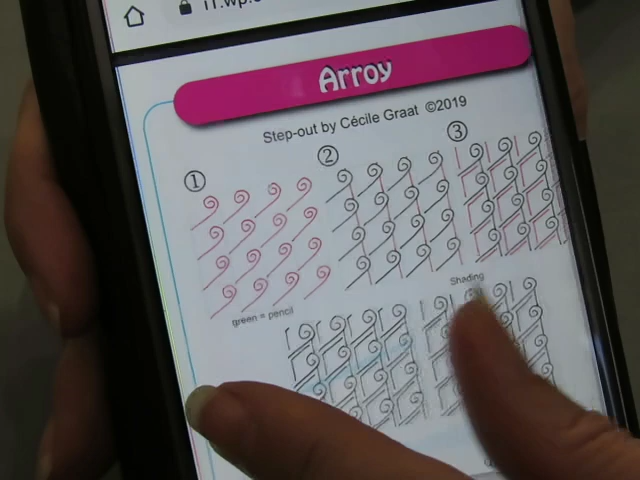 Arroy
Step-out by Cécile Graat ©2019
① ② ③
green = pencil
Shading